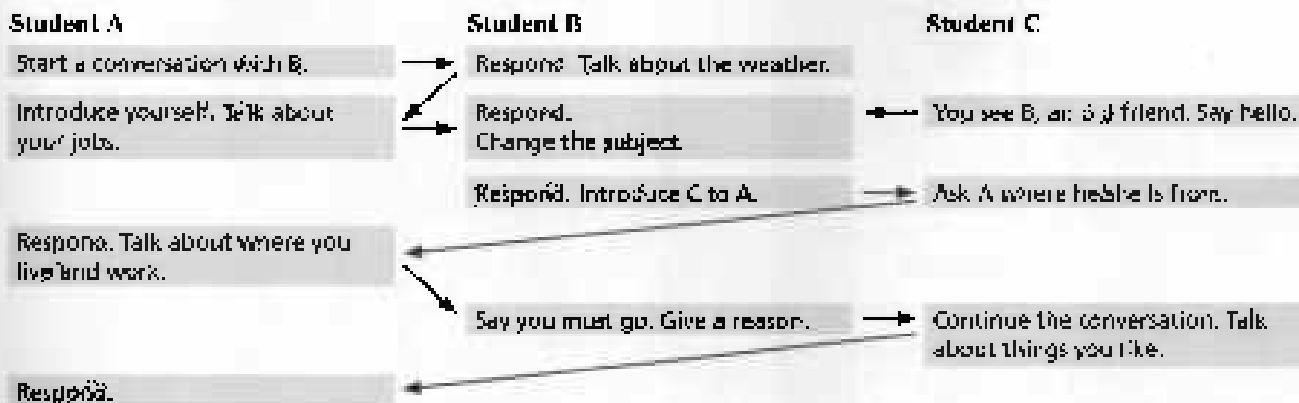 Student A
Student B
Student C
Start a conversation with B.
Respond. Talk about the weather.
Introduce yourself. Talk about
your jobs.
Respond.
Change the subject.
You see B, an old friend. Say hello.
Respond. Introduce C to A.
Ask A where he/she is from.
Respond. Talk about where you
live and work.
Say you must go. Give a reason.
Continue the conversation. Talk
about things you like.
Respond.